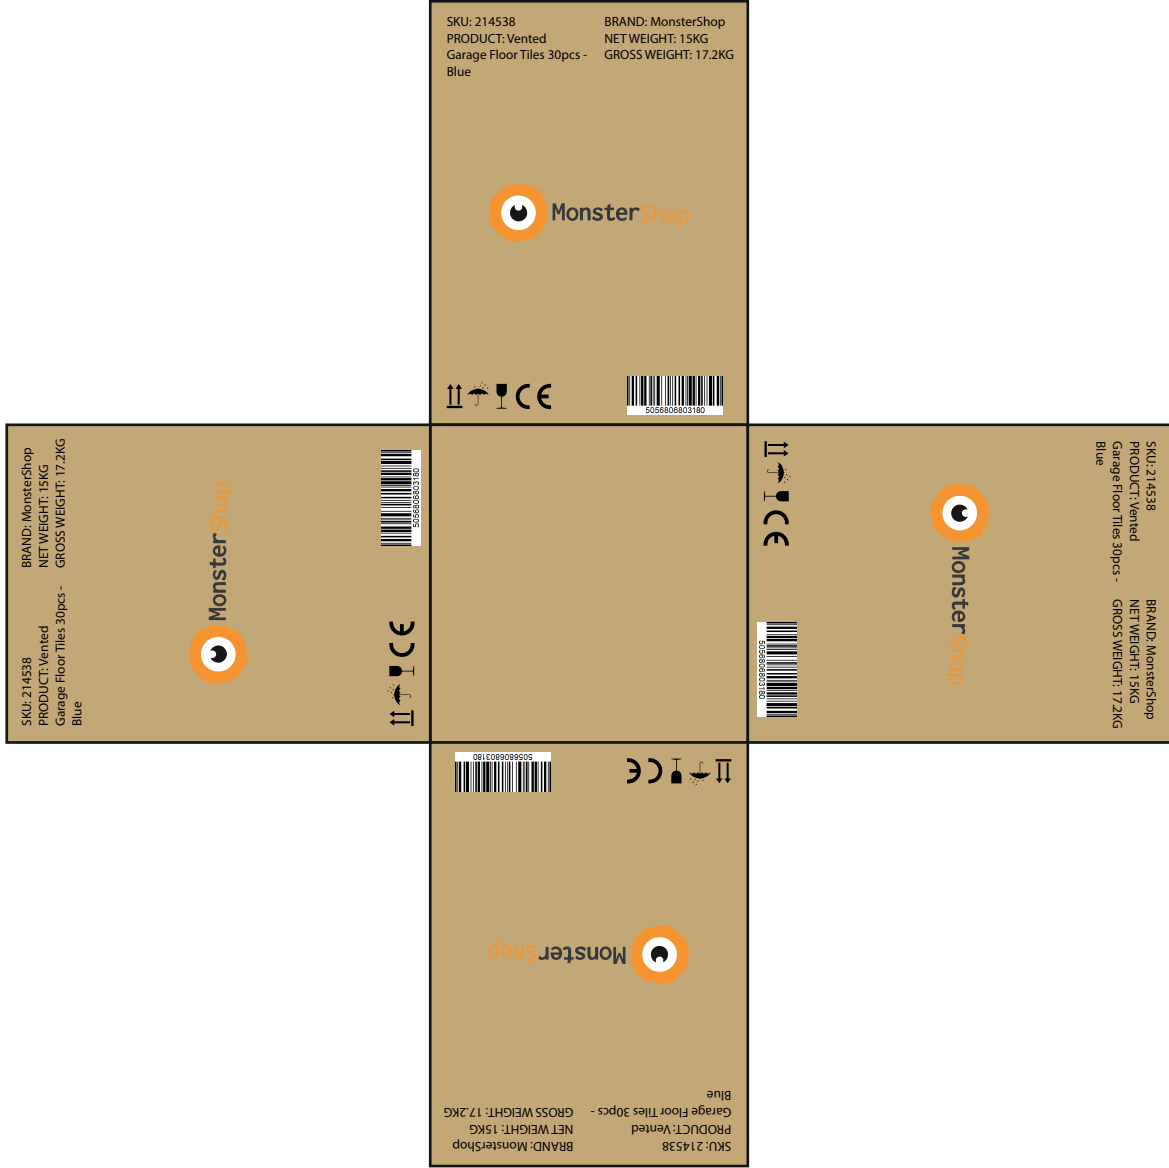 SKU: 214538
PRODUCT: Vented
Garage Floor Tiles 30pcs -
Blue
BRAND: MonsterShop
NET WEIGHT: 15KG
GROSS WEIGHT: 17.2KG
MonsterShop
CE
5056806803180
SKU: 214538
PRODUCT: Vented
Garage Floor Tiles 30pcs -
Blue
BRAND: MonsterShop
NET WEIGHT: 15KG
GROSS WEIGHT: 17.2KG
MonsterShop
CE
5056806803180
SKU: 214538
PRODUCT: Vented
Garage Floor Tiles 30pcs -
Blue
BRAND: MonsterShop
NET WEIGHT: 15KG
GROSS WEIGHT: 17.2KG
MonsterShop
CE
5056806803180
SKU: 214538
PRODUCT: Vented
Garage Floor Tiles 30pcs -
Blue
BRAND: MonsterShop
NET WEIGHT: 15KG
GROSS WEIGHT: 17.2KG
MonsterShop
CE
5056806803180